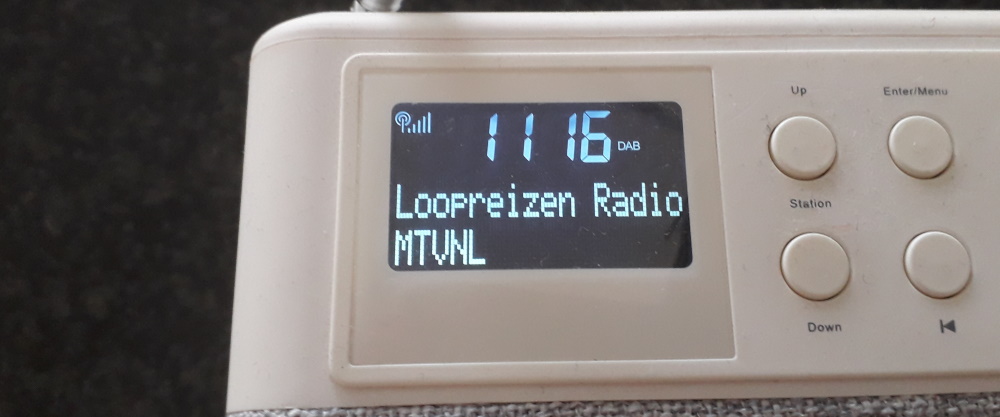 11 16 DAB
Loopreizen Radio
MTVNL
Up
Enter/Menu
Station
Down